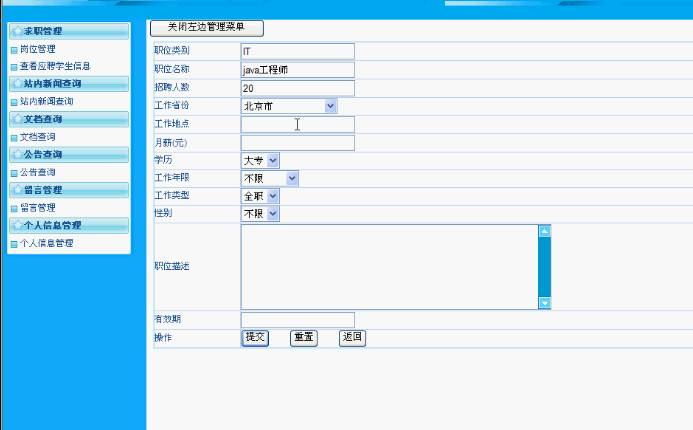 求职管理
岗位管理
查看应聘学生信息
站内新闻查询
站内新闻查询
文档查询
文档查询
公告查询
公告查询
留言管理
留言管理
个人信息管理
个人信息管理
关闭左边管理菜单
职位类别 IT
职位名称 java工程师
招聘人数 20
工作省份 北京市
工作地点
月薪(元)
学历 大专
工作年限 不限
工作类型 全职
性别 不限
职位描述
有效期
操作 提交 重置 返回